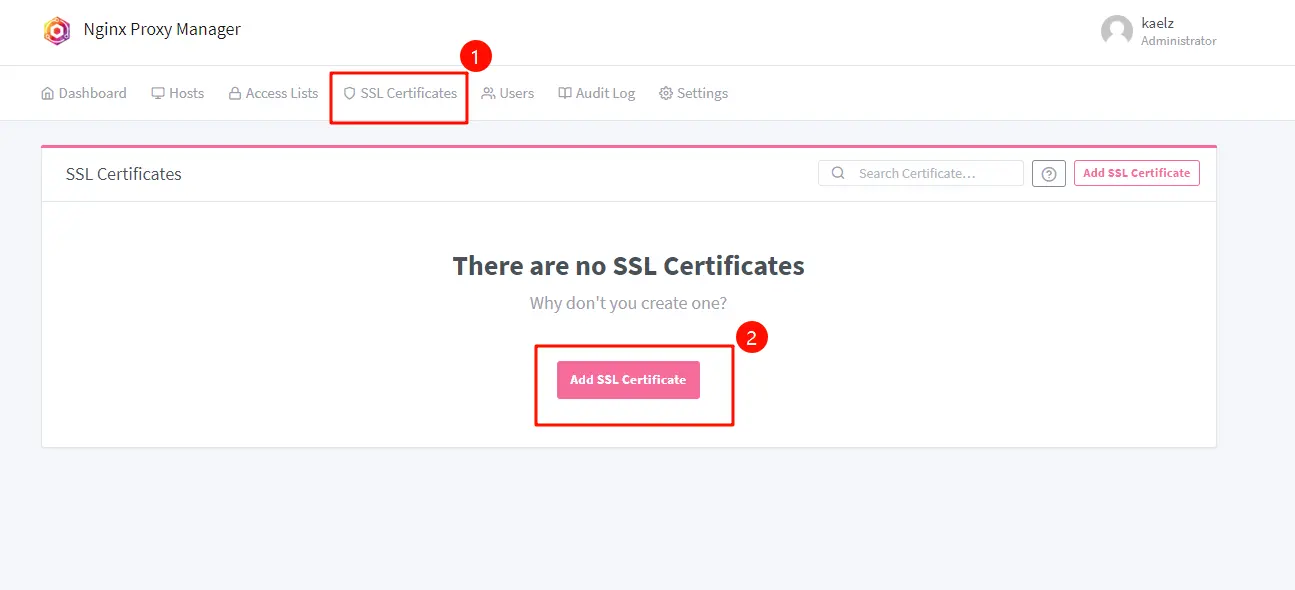 Nginx Proxy Manager
kaelz
Administrator
1
Dashboard Hosts Access Lists SSL Certificates Users Audit Log Settings
SSL Certificates Search Certificate... Add SSL Certificate
There are no SSL Certificates
Why don't you create one?
2
Add SSL Certificate